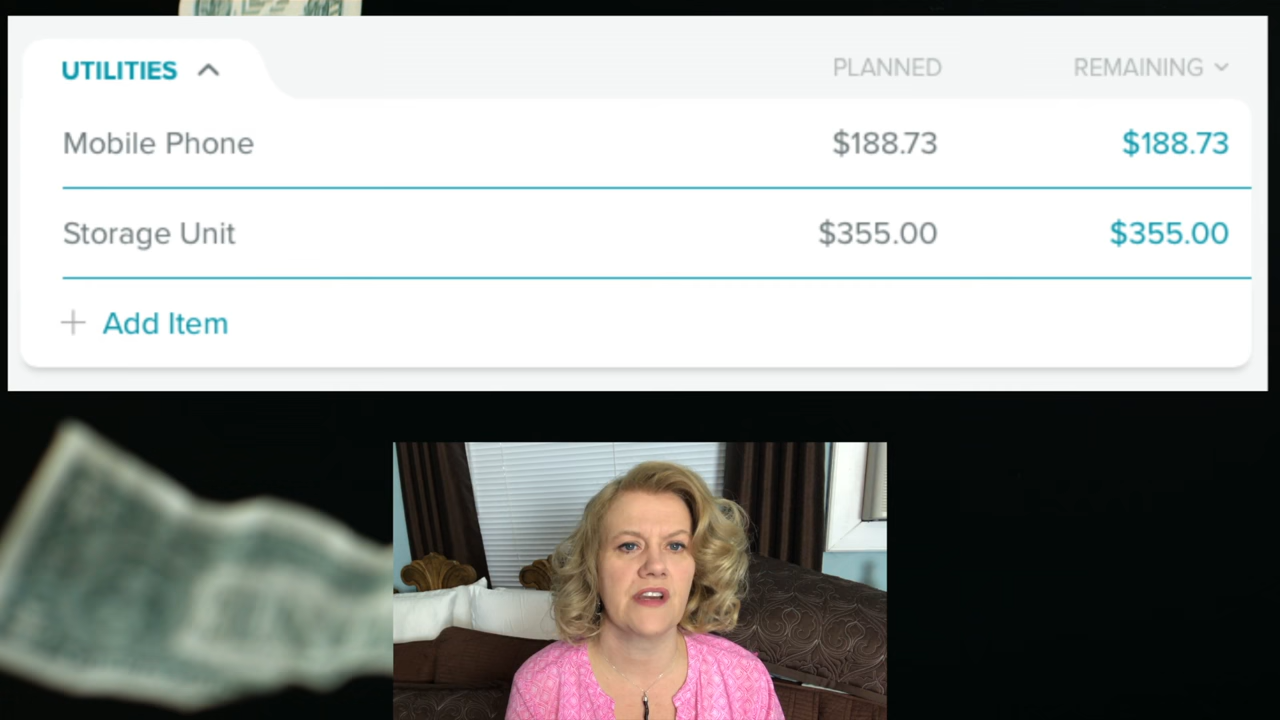 UTILITIES PLANNED REMAINING
Mobile Phone $188.73 $188.73
Storage Unit $355.00 $355.00
+ Add Item